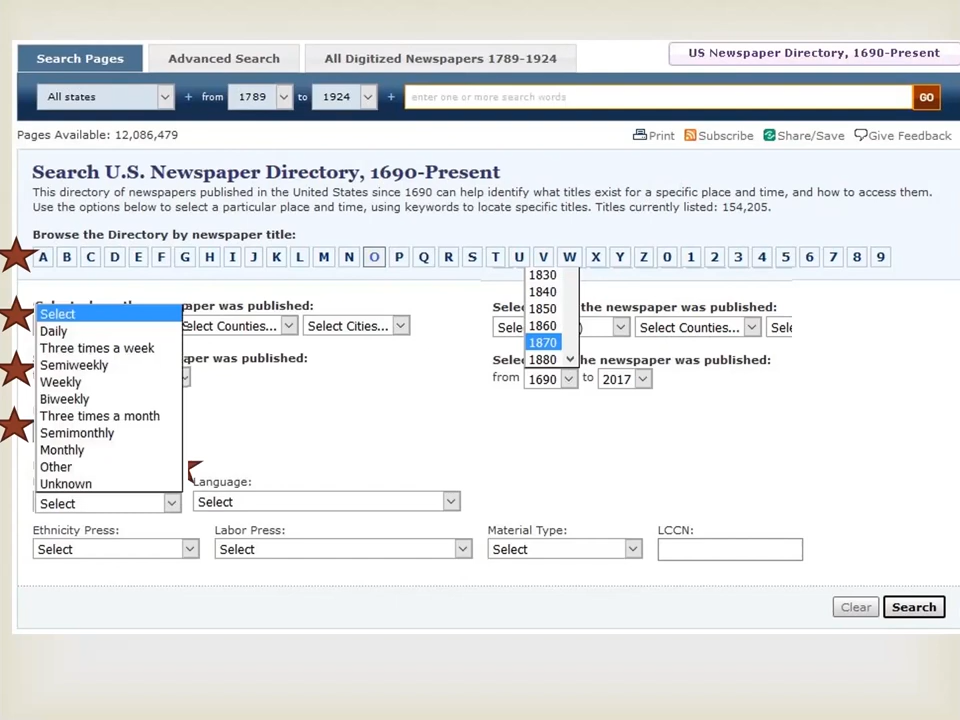 Search Pages Advanced Search All Digitized Newspapers 1789-1924 US Newspaper Directory, 1690-Present
All states + from 1789 to 1924 + enter one or more search words GO
Pages Available: 12,086,479 Print Subscribe Share/Save Give Feedback
Search U.S. Newspaper Directory, 1690-Present
This directory of newspapers published in the United States since 1690 can help identify what titles exist for a specific place and time, and how to access them.
Use the options below to select a particular place and time, using keywords to locate specific titles. Titles currently listed: 154,205.
Browse the Directory by newspaper title:
A B C D E F G H I J K L M N O P Q R S T U V W X Y Z 0 1 2 3 4 5 6 7 8 9
paper was published:
Select Counties... Select Cities...
per was published:
Select
Daily
Three times a week
Semiweekly
Weekly
Biweekly
Three times a month
Semimonthly
Monthly
Other
Unknown
1830
1840
1850
1860
1870
1880
the newspaper was published:
Select Counties...
the newspaper was published:
from 1690 to 2017
Language:
Select Select
Ethnicity Press: Labor Press: Material Type: LCCN:
Select Select Select
Clear Search